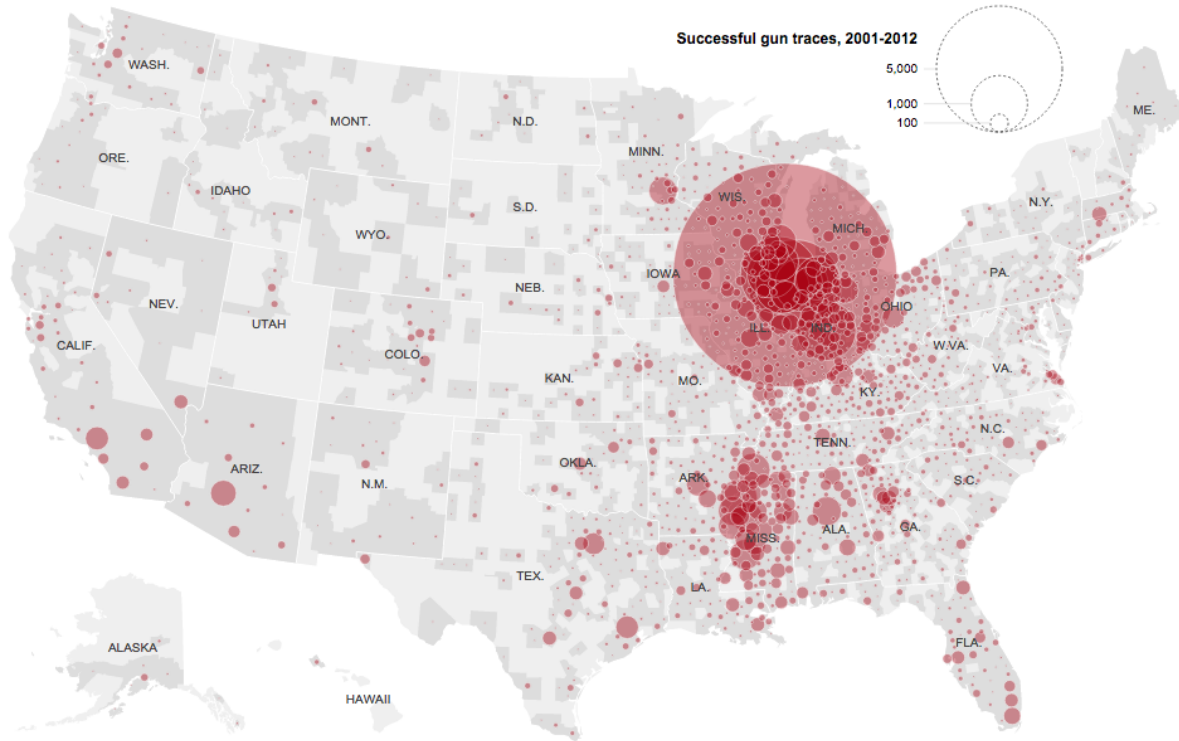 Successful gun traces, 2001-2012
5,000
1,000
100
WASH.
MONT.
N.D.
MINN.
ME.
ORE.
IDAHO
S.D.
WIS.
N.Y.
WYO.
MICH.
NEV.
UTAH
NEB.
IOWA
PA.
OHIO
ILL.
IND.
CALIF.
COLO.
KAN.
MO.
W.VA.
VA.
KY.
ARIZ.
N.M.
OKLA.
ARK.
TENN.
N.C.
S.C.
TEX.
LA.
MISS.
ALA.
GA.
FLA.
ALASKA
HAWAII